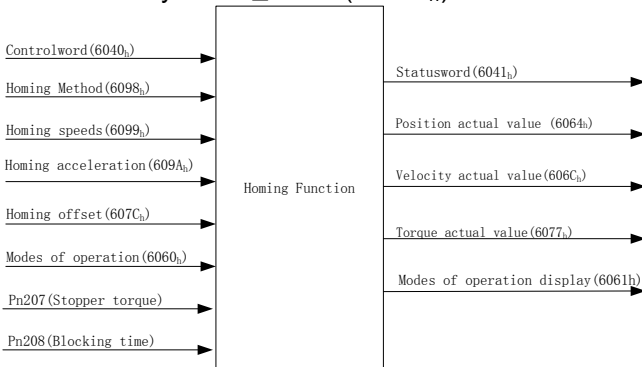 Controlword(6040h)
Homing Method(6098h)
Homing speeds(6099h)
Homing acceleration(609Ah)
Homing offset(607Ch)
Modes of operation(6060h)
Pn207(Stopper torque)
Pn208(Blocking time)
Homing Function
Statusword(6041h)
Position actual value (6064h)
Velocity actual value(606Ch)
Torque actual value(6077h)
Modes of operation display(6061h)